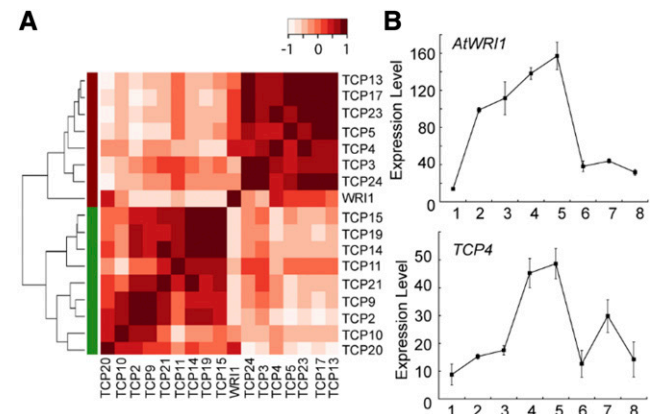 A
-1 0 1
TCP13
TCP17
TCP23
TCP5
TCP4
TCP3
TCP24
WRI1
TCP15
TCP19
TCP14
TCP11
TCP21
TCP9
TCP2
TCP10
TCP20
TCP20 TCP10 TCP2 TCP9 TCP21 TCP11 TCP14 TCP19 TCP15 WRI1 TCP24 TCP3 TCP4 TCP5 TCP23 TCP17 TCP13
B
AtWRI1
Expression Level
160
120
80
40
0
1 2 3 4 5 6 7 8
TCP4
Expression Level
50
40
30
20
10
0
1 2 3 4 5 6 7 8